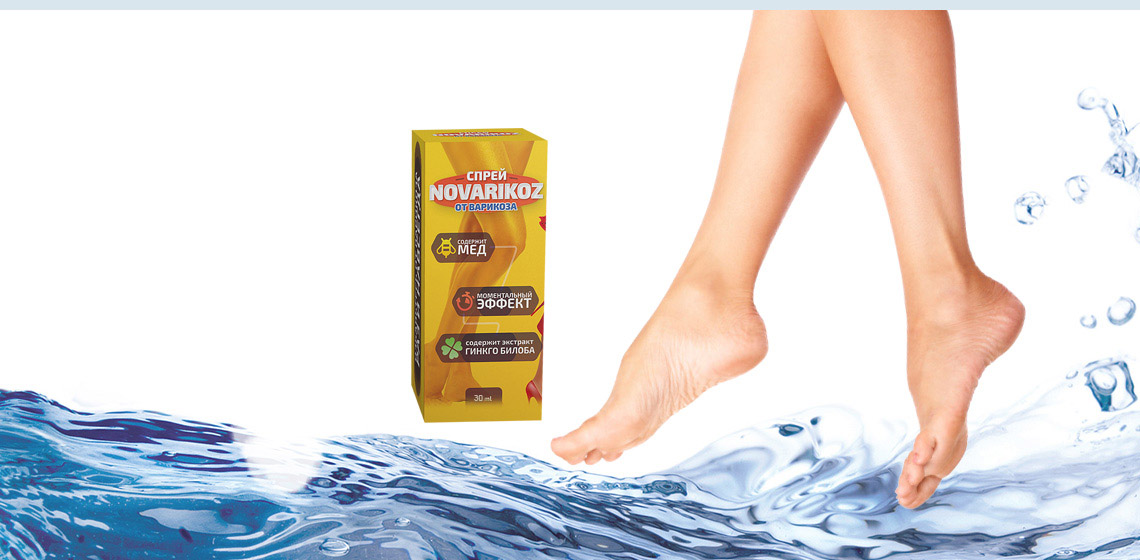 СПРЕЙ
NOVARIKOZ
ОТ ВАРИКОЗА
СОДЕРЖИТ
МЕД
МОМЕНТАЛЬНЫЙ
ЭФФЕКТ
содержит экстракт
ГИНКГО БИЛОБА
30 ml